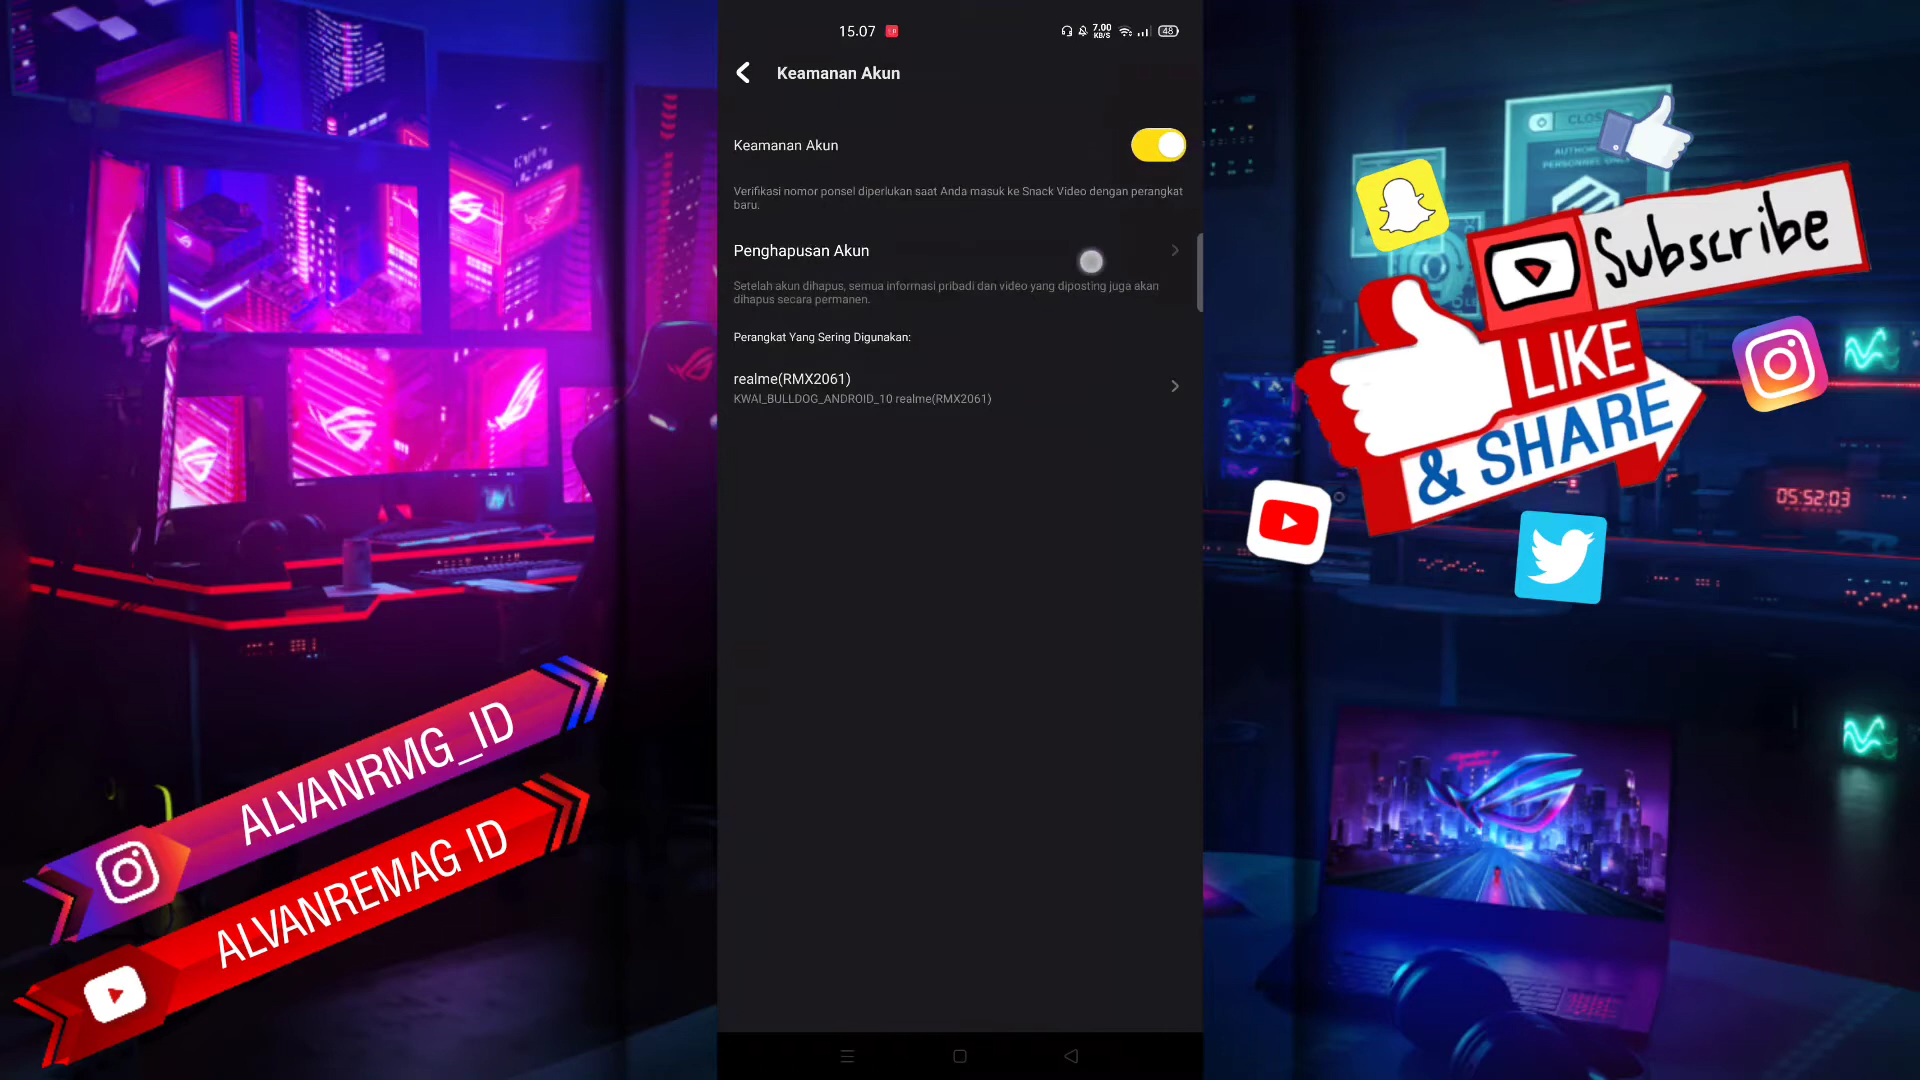 15.07
7.00
KB/S
48
Keamanan Akun
Keamanan Akun
Verifikasi nomor ponsel diperlukan saat Anda masuk ke Snack Video dengan perangkat
baru.
Penghapusan Akun
Setelah akun dihapus, semua informasi pribadi dan video yang diposting juga akan
dihapus secara permanen.
Perangkat Yang Sering Digunakan:
realme(RMX2061)
KWAI_BULLDOG_ANDROID_10 realme(RMX2061)
Subscribe
LIKE
& SHARE
05:52:03
ALVANRMG_ID
ALVANREMAG ID